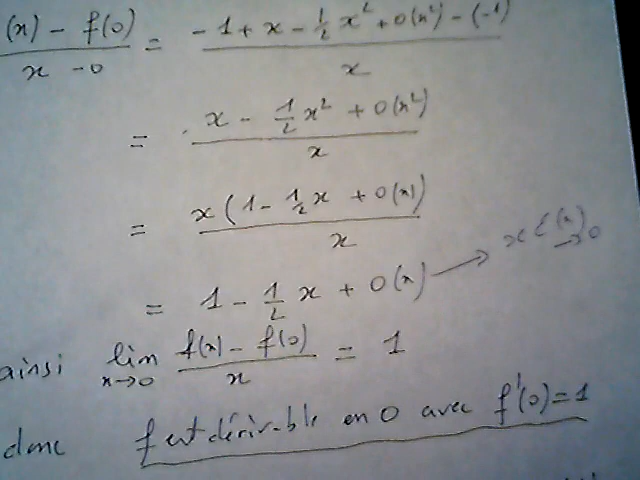 (x) - f(0) / x - 0 = -1 + x - 1/2 x² + o(x²) - (-1) / x
= x - 1/2 x² + o(x²) / x
= x (1 - 1/2 x + o(x)) / x
= 1 - 1/2 x + o(x) → x ε(x) → 0
ainsi lim x→0 f(x) - f(0) / x = 1
donc f est dérivable en 0 avec f'(0)=1